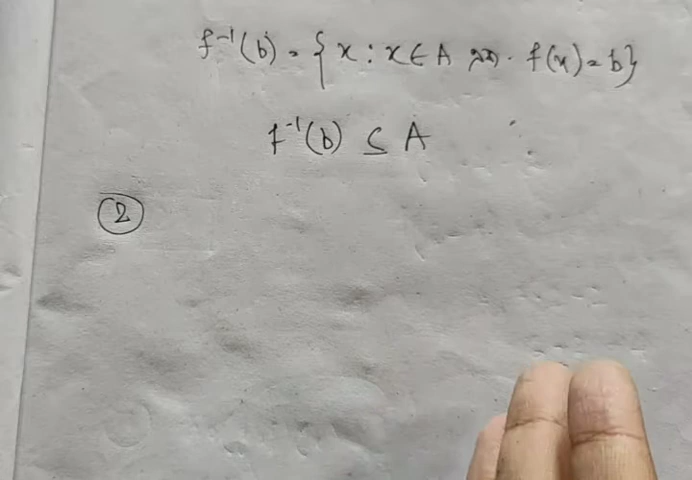 f⁻¹(b) = { x : x ∈ A f(x) = b}
f⁻¹(b) ⊆ A
②